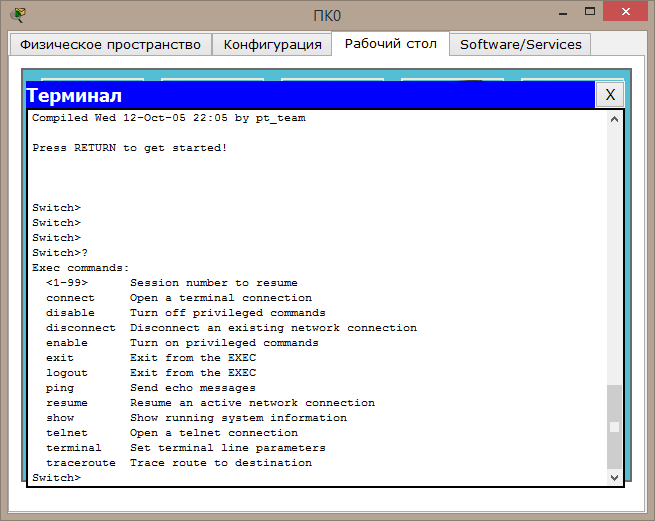 ПК0
Физическое пространство Конфигурация Рабочий стол Software/Services
Терминал X
Compiled Wed 12-Oct-05 22:05 by pt_team
Press RETURN to get started!
Switch>
Switch>
Switch>
Switch>?
Exec commands:
<1-99> Session number to resume
connect Open a terminal connection
disable Turn off privileged commands
disconnect Disconnect an existing network connection
enable Turn on privileged commands
exit Exit from the EXEC
logout Exit from the EXEC
ping Send echo messages
resume Resume an active network connection
show Show running system information
telnet Open a telnet connection
terminal Set terminal line parameters
traceroute Trace route to destination
Switch>